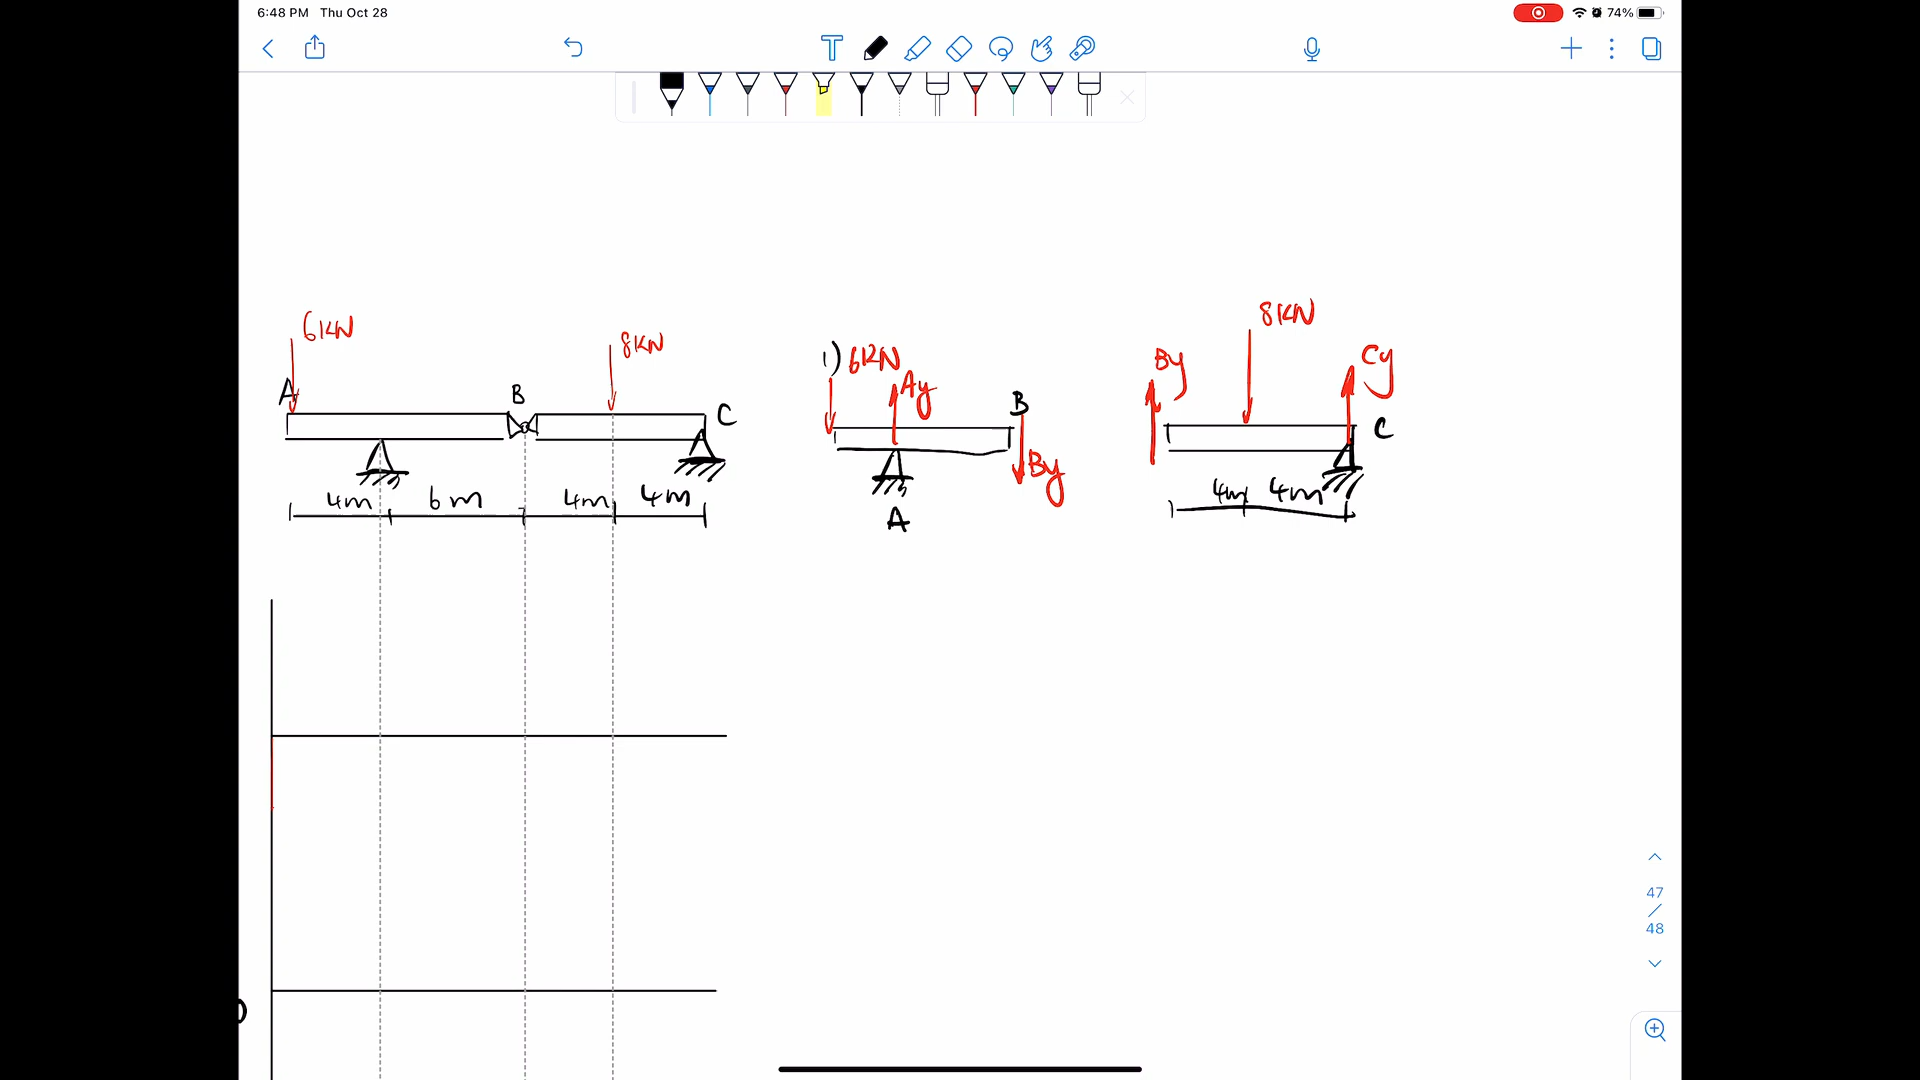 6:48 PM Thu Oct 28
74%
T
6KN
8KN
A
B
C
4m 6m 4m 4m
1) 6KN
Ay
B
By
A
8KN
By
Cy
C
4m 4m
47
/
48